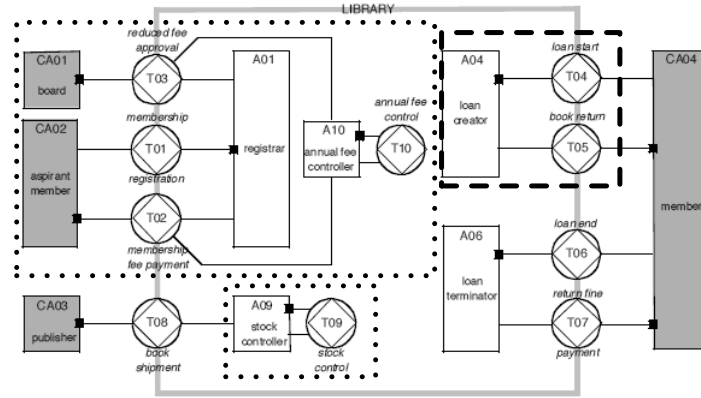 LIBRARY
reduced fee
approval
CA01
board
T03
A01
registrar
CA02
aspirant
member
membership
T01
registration
T02
membership
fee payment
A10
annual fee
controller
annual fee
control
T10
A04
loan
creator
loan start
T04
book return
T05
CA04
member
A06
loan
terminator
loan end
T06
return fine
T07
payment
CA03
publisher
T08
book
shipment
A09
stock
controller
T09
stock
control